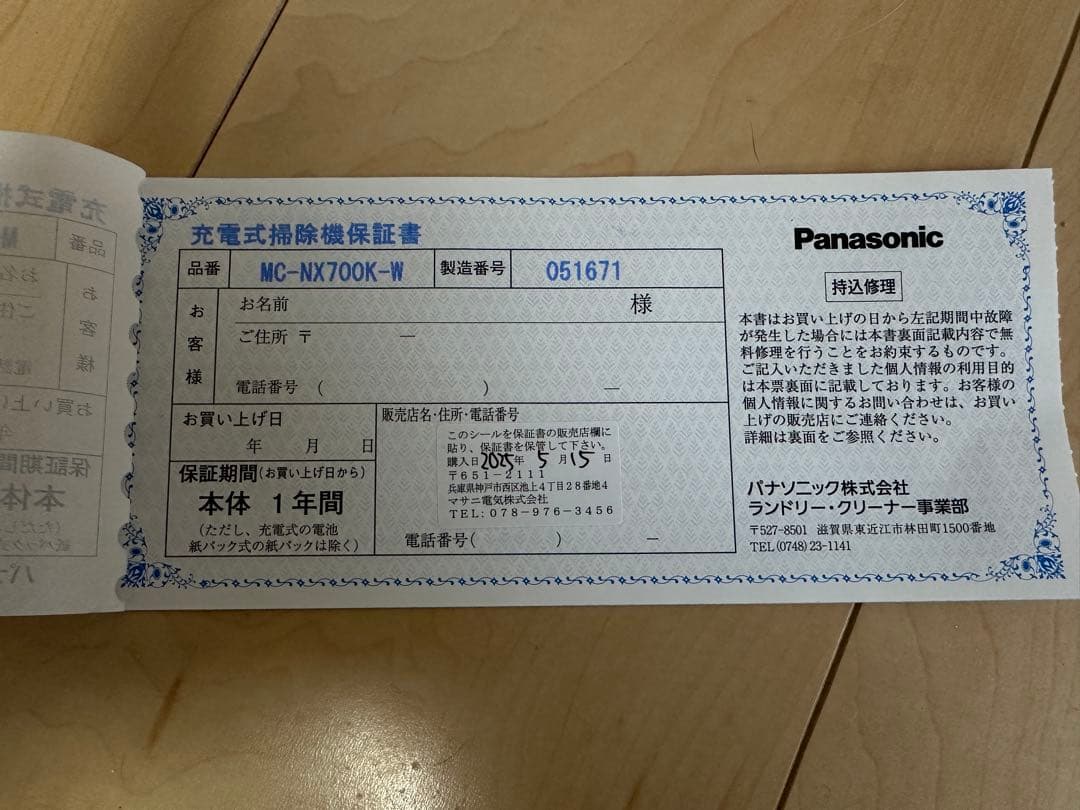 充電式掃除機保証書
Panasonic
品番 MC-NX700K-W 製造番号 051671
持込修理
お客様
お名前 様
ご住所 〒 ―
電話番号 ( ) ―
お買い上げ日
年 月 日
保証期間(お買い上げ日から)
本体 1年間
(ただし、充電式の電池
紙パック式の紙パックは除く)
販売店名・住所・電話番号
このシールを保証書の販売店欄に
貼り、保証書を保管して下さい。
購入日2025年 5月15日
〒651-2111
兵庫県神戸市西区池上4丁目28番地4
マサニ電気株式会社
TEL:078-976-3456
電話番号( ) ―
本書はお買い上げの日から左記期間中故障
が発生した場合には本書裏面記載内容で無
料修理を行うことをお約束するものです。
ご記入いただきました個人情報の利用目的
は本票裏面に記載しております。お客様の
個人情報に関するお問い合わせは、お買い
上げの販売店にご連絡ください。
詳細は裏面をご参照ください。
パナソニック株式会社
ランドリー・クリーナー事業部
〒527-8501 滋賀県東近江市林田町1500番地
TEL(0748)23-1141